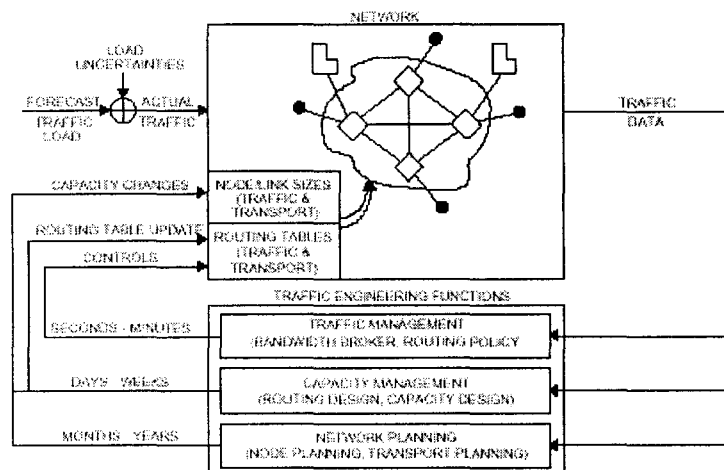 NETWORK
LOAD
UNCERTAINTIES
FORECAST
ACTUAL
TRAFFIC
LOAD
TRAFFIC
TRAFFIC
DATA
CAPACITY CHANGES
NODE/LINK SIZES
(TRAFFIC &
TRANSPORT)
ROUTING TABLE UPDATE
ROUTING TABLES
(TRAFFIC &
TRANSPORT)
CONTROLS
TRAFFIC ENGINEERING FUNCTIONS
SECONDS - MINUTES
TRAFFIC MANAGEMENT
(BANDWIDTH BROKER, ROUTING POLICY
DAYS - WEEKS
CAPACITY MANAGEMENT
(ROUTING DESIGN, CAPACITY DESIGN)
MONTHS - YEARS
NETWORK PLANNING
(NODE PLANNING, TRANSPORT PLANNING)